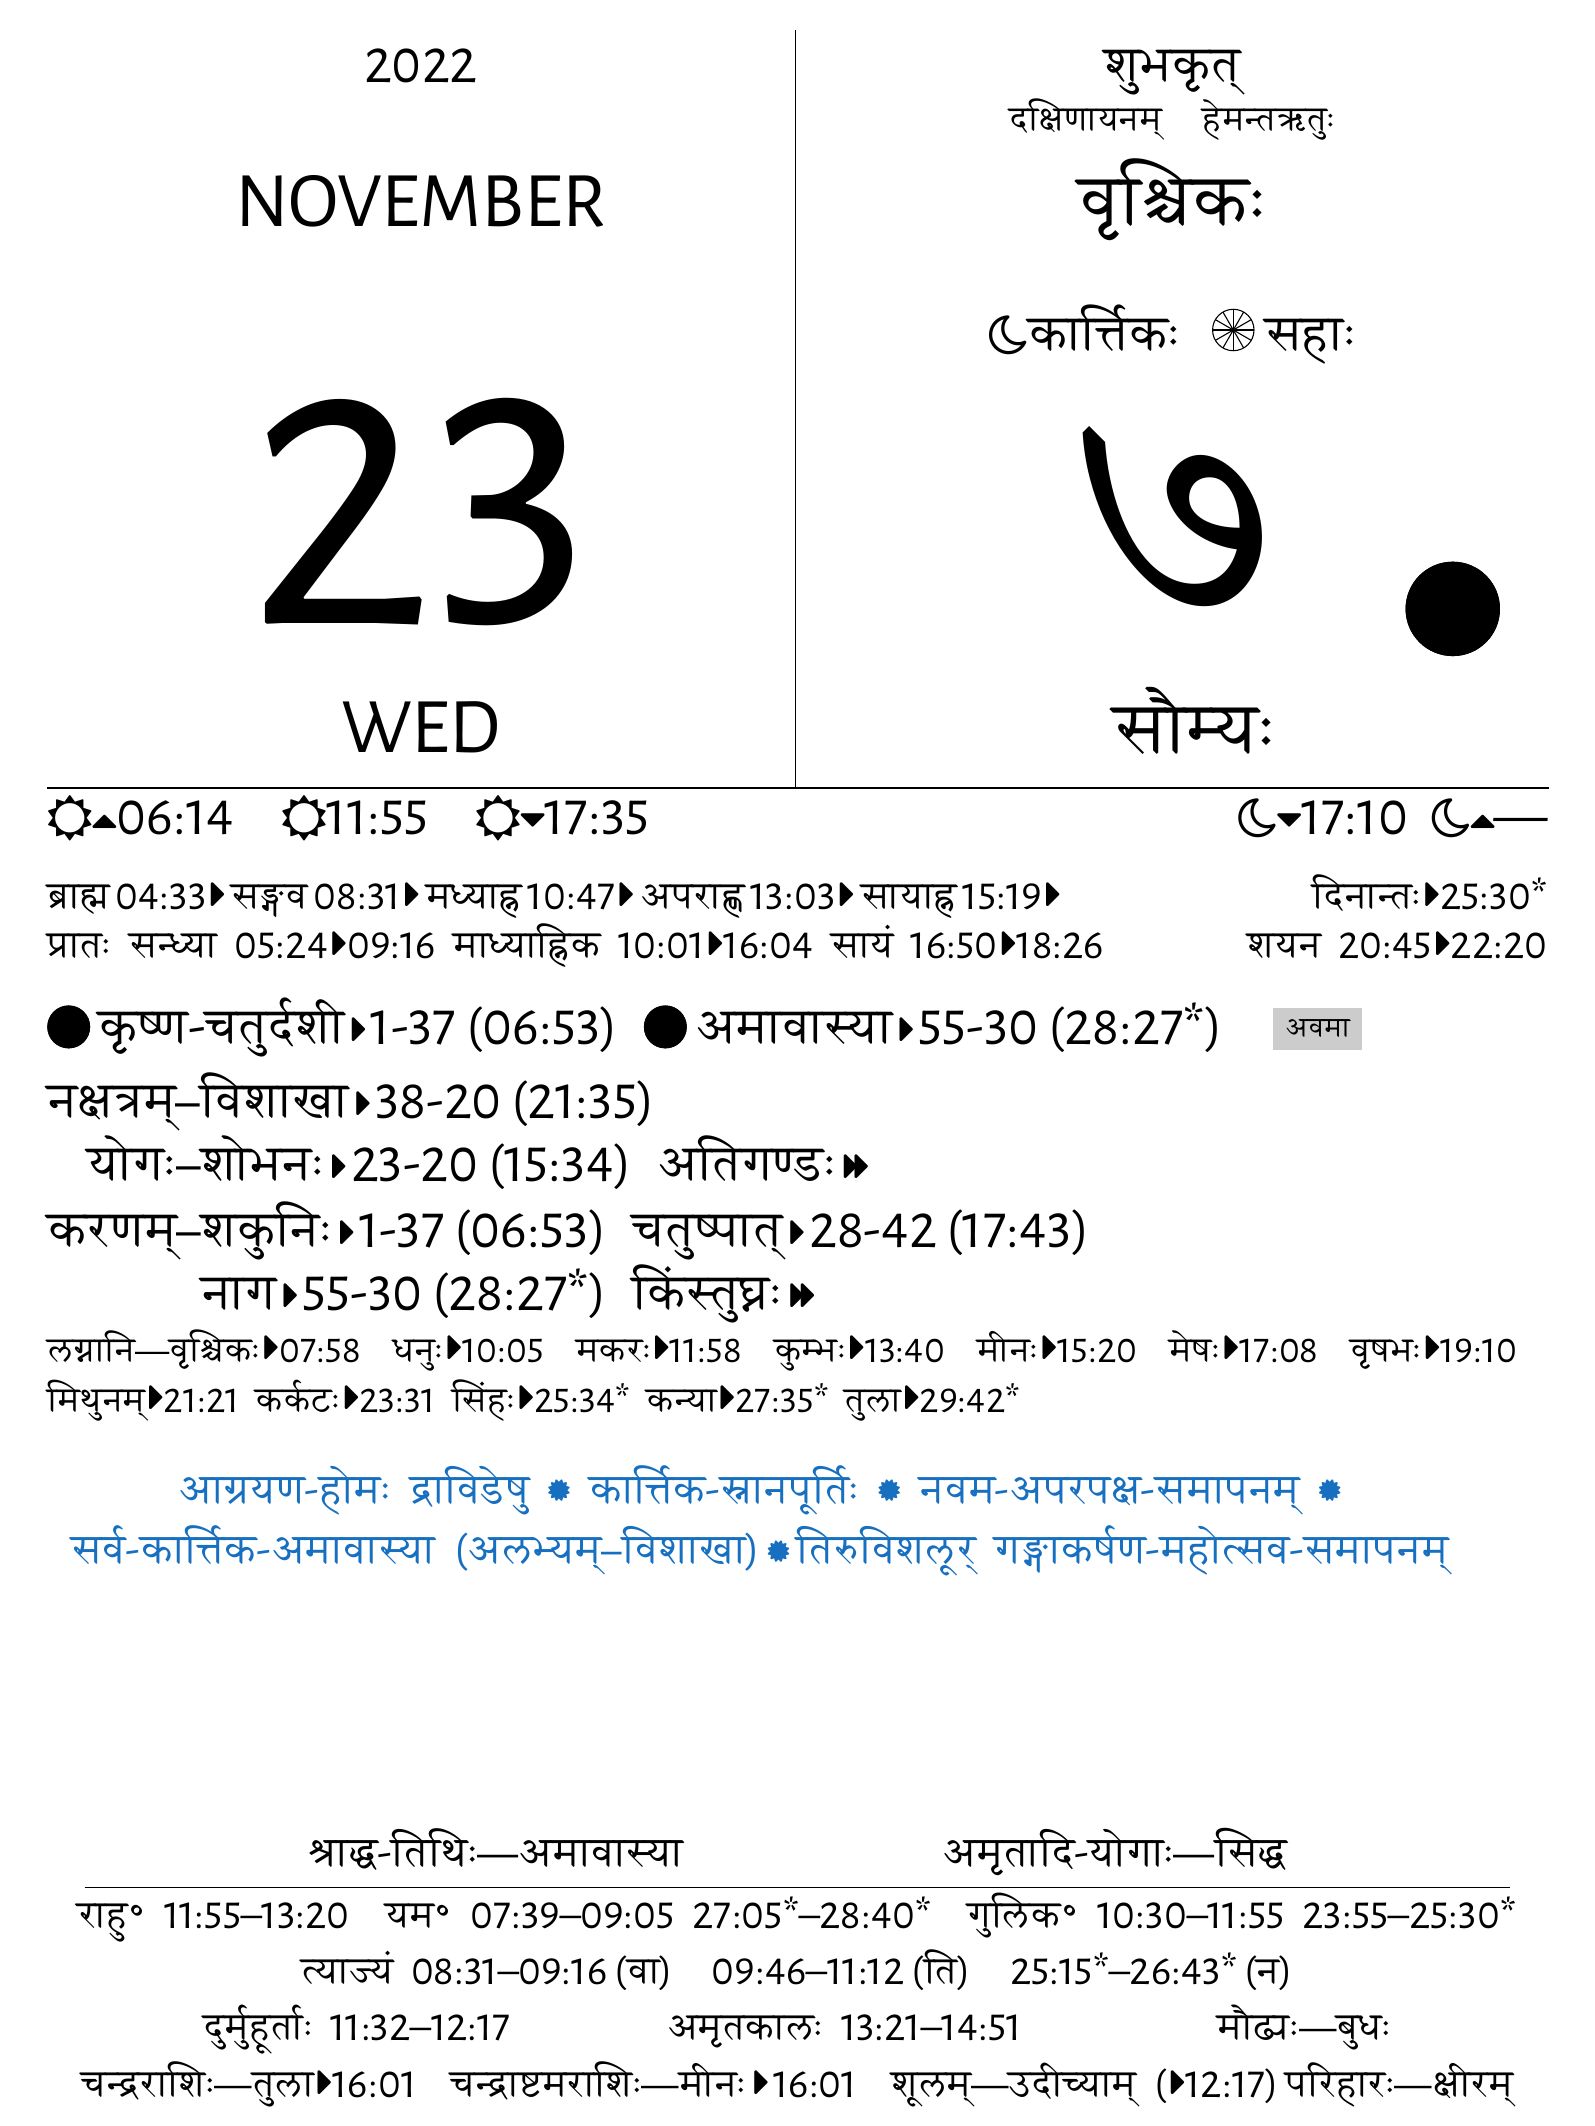 2022
NOVEMBER
23
WED
शुभकृत्
दक्षिणायनम् हेमन्तऋतुः
वृश्चिकः
कार्त्तिकः सहाः
७
सौम्यः
06:14 11:55 17:35 17:10 —
ब्राह्म 04:33 सङ्गव 08:31 मध्याह्न 10:47 अपराह्ण 13:03 सायाह्न 15:19 दिनान्तः 25:30*
प्रातः सन्ध्या 05:24 09:16 माध्याह्निक 10:01 16:04 सायं 16:50 18:26 शयन 20:45 22:20
कृष्ण-चतुर्दशी 1-37 (06:53) अमावास्या 55-30 (28:27*) अवमा
नक्षत्रम्–विशाखा 38-20 (21:35)
योगः–शोभनः 23-20 (15:34) अतिगण्डः
करणम्–शकुनिः 1-37 (06:53) चतुष्पात् 28-42 (17:43)
नाग 55-30 (28:27*) किंस्तुघ्नः
लग्नानि—वृश्चिकः 07:58 धनुः 10:05 मकरः 11:58 कुम्भः 13:40 मीनः 15:20 मेषः 17:08 वृषभः 19:10
मिथुनम् 21:21 कर्कटः 23:31 सिंहः 25:34* कन्या 27:35* तुला 29:42*
आग्रयण-होमः द्राविडेषु ✹ कार्त्तिक-स्नानपूर्तिः ✹ नवम-अपरपक्ष-समापनम् ✹
सर्व-कार्त्तिक-अमावास्या (अलभ्यम्–विशाखा) ✹ तिरुविशलूर् गङ्गाकर्षण-महोत्सव-समापनम्
श्राद्ध-तिथिः—अमावास्या अमृतादि-योगाः—सिद्ध
राहु॰ 11:55–13:20 यम॰ 07:39–09:05 27:05*–28:40* गुलिक॰ 10:30–11:55 23:55–25:30*
त्याज्यं 08:31–09:16 (वा) 09:46–11:12 (ति) 25:15*–26:43* (न)
दुर्मुहूर्ताः 11:32–12:17 अमृतकालः 13:21–14:51 मौढ्यः—बुधः
चन्द्रराशिः—तुला 16:01 चन्द्राष्टमराशिः—मीनः 16:01 शूलम्—उदीच्याम् (12:17) परिहारः—क्षीरम्